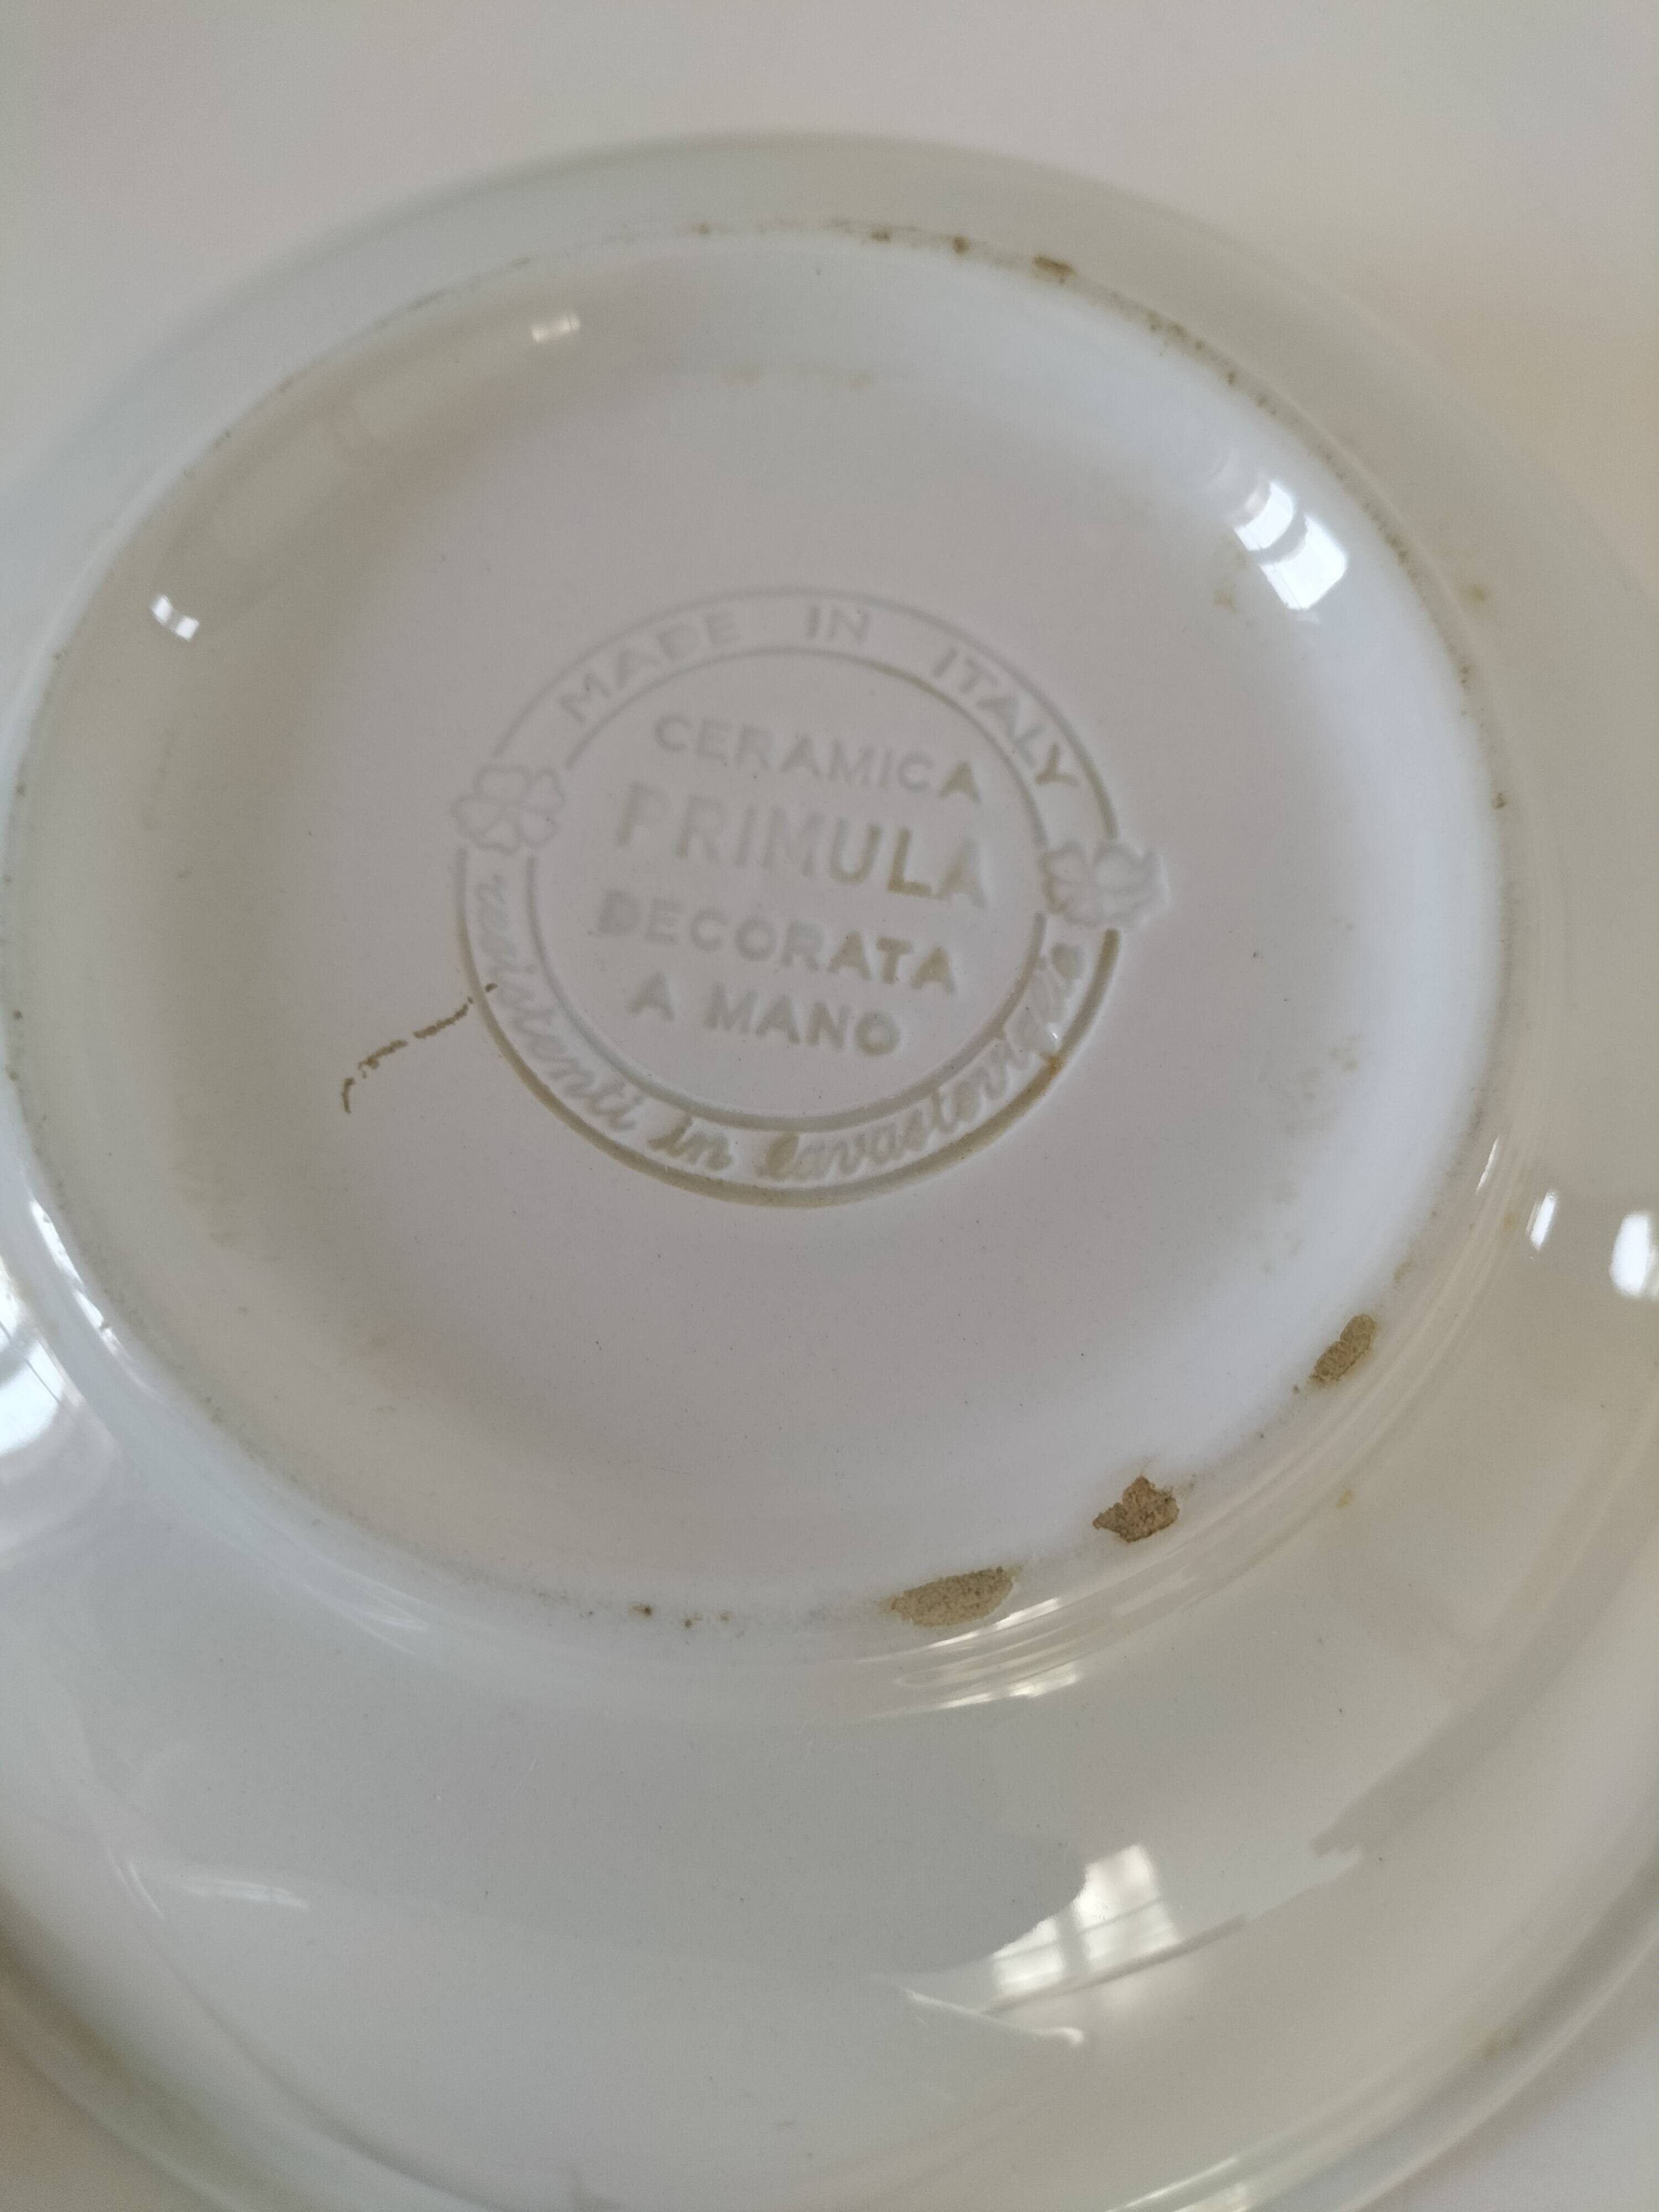 MADE IN ITALY
CERAMICA
PRIMULA
DECORATA
A MANO
resistenti in lavastoviglie